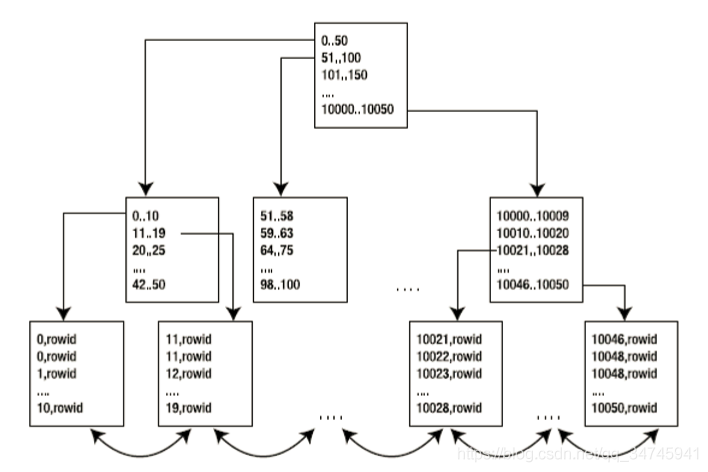 0..50
51,,100
101,,150
....
10000..10050
0..10
11..19
20,,25
....
42..50
51..58
59..63
64,,75
....
98..100
....
10000..10009
10010..10020
10021,,10028
....
10046..10050
0,rowid
0,rowid
1,rowid
....
10,rowid
11,rowid
11,rowid
12,rowid
....
19,rowid
....
10021,rowid
10022,rowid
10023,rowid
....
10028,rowid
....
10046,rowid
10048,rowid
10048,rowid
....
10050,rowid
https://blog.csdn.net/qq_34745941